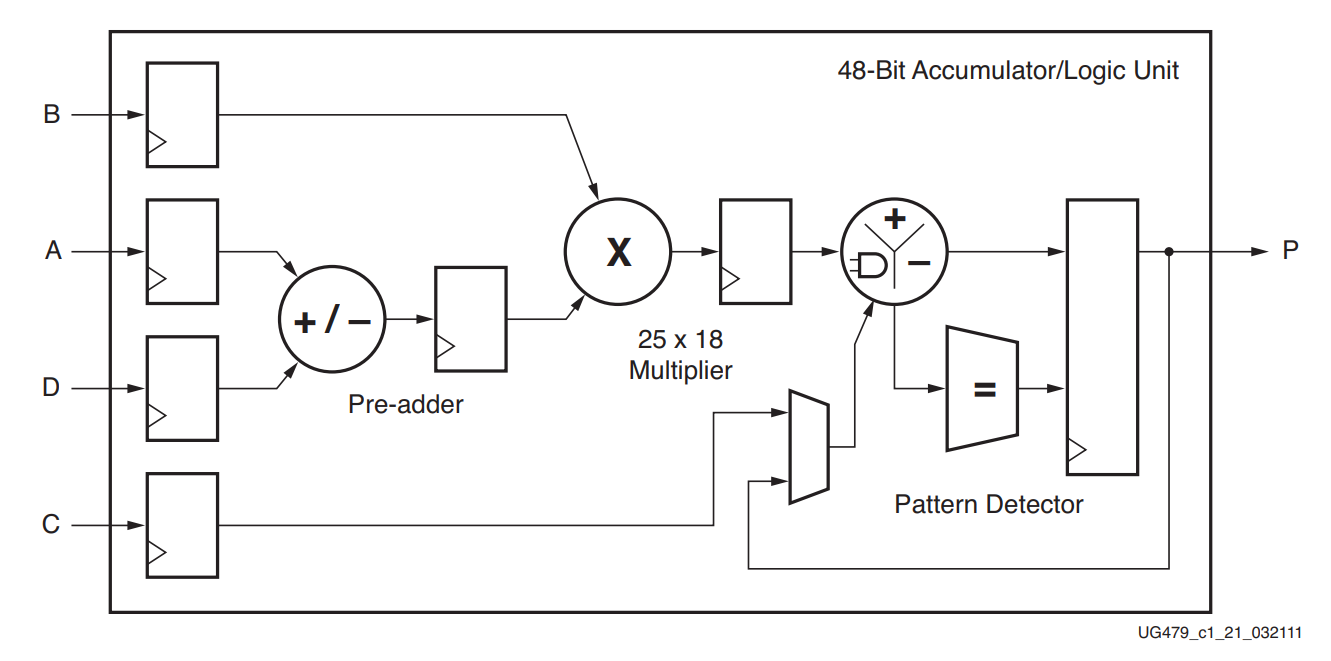 48-Bit Accumulator/Logic Unit
B
A
D
C
+ / −
Pre-adder
X
25 x 18
Multiplier
+
−
=
Pattern Detector
P
UG479_c1_21_032111